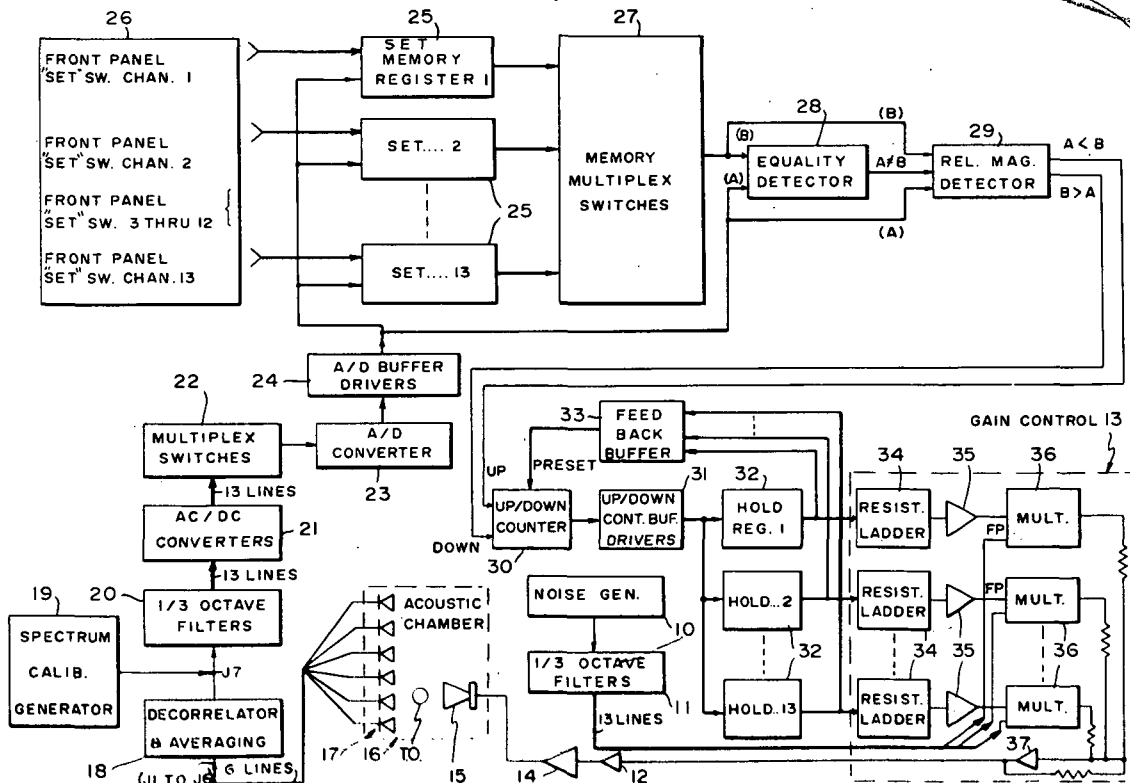 26
FRONT PANEL
"SET" SW. CHAN. 1
FRONT PANEL
"SET" SW. CHAN. 2
FRONT PANEL
"SET" SW. 3 THRU 12
FRONT PANEL
"SET" SW. CHAN. 13
25
SET
MEMORY
REGISTER 1
SET.... 2
25
SET.... 13
27
MEMORY
MULTIPLEX
SWITCHES
(B)
(B)
28
EQUALITY
DETECTOR
(A)
A≠B
(A)
29
REL. MAG.
DETECTOR
A < B
B > A
24
A/D BUFFER
DRIVERS
22
MULTIPLEX
SWITCHES
A/D
CONVERTER
23
13 LINES
AC/DC
CONVERTERS
21
13 LINES
20
1/3 OCTAVE
FILTERS
19
SPECTRUM
CALIB.
GENERATOR
J7
DECORRELATOR
& AVERAGING
18
(J1 TO J6
6 LINES)
ACOUSTIC
CHAMBER
17
16
T.O.
15
14
12
33
FEED
BACK
BUFFER
PRESET
UP
UP/DOWN
COUNTER
DOWN
30
31
UP/DOWN
CONT. BUF.
DRIVERS
32
HOLD
REG. 1
HOLD...2
32
32
HOLD..13
NOISE GEN.
10
1/3 OCTAVE
FILTERS
11
13 LINES
GAIN CONTROL 13
34
RESIST.
LADDER
35
36
MULT.
FP
RESIST.
LADDER
35
FP
MULT.
36
34
RESIST.
LADDER
35
36
MULT.
37